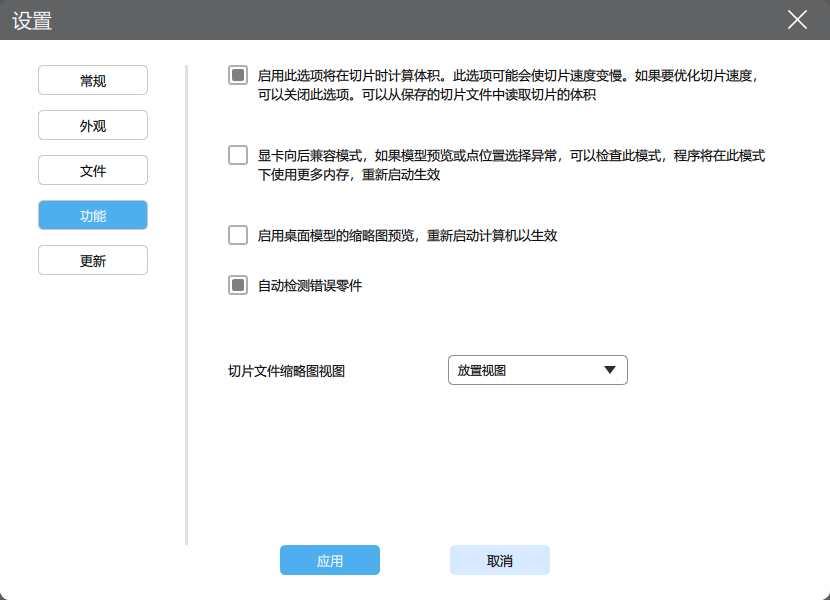 设置
常规
外观
文件
功能
更新
启用此选项将在切片时计算体积。此选项可能会使切片速度变慢。如果要优化切片速度，
可以关闭此选项。可以从保存的切片文件中读取切片的体积
显卡向后兼容模式，如果模型预览或点位置选择异常，可以检查此模式，程序将在此模式
下使用更多内存，重新启动生效
启用桌面模型的缩略图预览，重新启动计算机以生效
自动检测错误零件
切片文件缩略图视图
放置视图
应用
取消